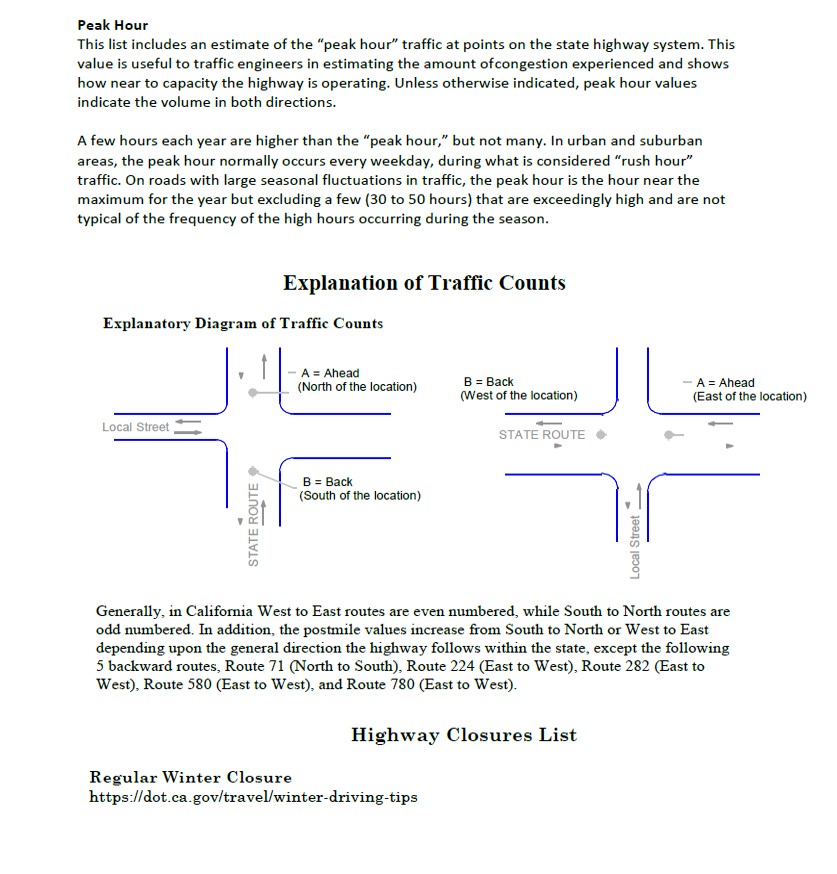 Peak Hour
This list includes an estimate of the “peak hour” traffic at points on the state highway system. This
value is useful to traffic engineers in estimating the amount ofcongestion experienced and shows
how near to capacity the highway is operating. Unless otherwise indicated, peak hour values
indicate the volume in both directions.
A few hours each year are higher than the “peak hour,” but not many. In urban and suburban
areas, the peak hour normally occurs every weekday, during what is considered “rush hour”
traffic. On roads with large seasonal fluctuations in traffic, the peak hour is the hour near the
maximum for the year but excluding a few (30 to 50 hours) that are exceedingly high and are not
typical of the frequency of the high hours occurring during the season.
Explanation of Traffic Counts
Explanatory Diagram of Traffic Counts
A = Ahead
(North of the location)
Local Street
B = Back
(South of the location)
STATE ROUTE
B = Back
(West of the location)
A = Ahead
(East of the location)
STATE ROUTE
Local Street
Generally, in California West to East routes are even numbered, while South to North routes are
odd numbered. In addition, the postmile values increase from South to North or West to East
depending upon the general direction the highway follows within the state, except the following
5 backward routes, Route 71 (North to South), Route 224 (East to West), Route 282 (East to
West), Route 580 (East to West), and Route 780 (East to West).
Highway Closures List
Regular Winter Closure
https://dot.ca.gov/travel/winter-driving-tips